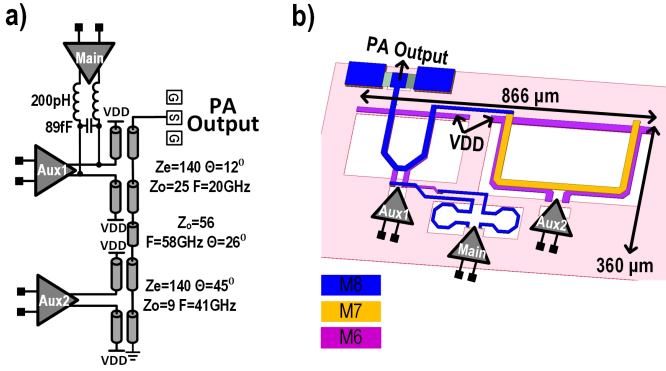 a)
Main
200pH
VDD
89fF
G
S
G
PA
Output
Aux1
Ze=140 Θ=12⁰
Zo=25 F=20GHz
VDD
Zₒ=56
F=58GHz Θ=26⁰
Aux2
Ze=140 Θ=45⁰
Zo=9 F=41GHz
VDD
b)
PA Output
866 µm
VDD
Aux1
Main
Aux2
360 µm
M8
M7
M6